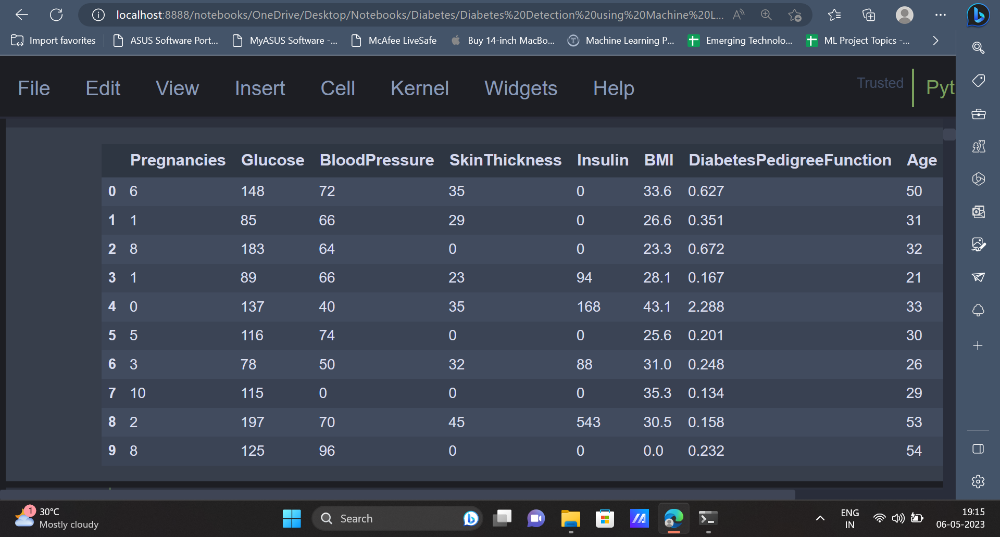 localhost:8888/notebooks/OneDrive/Desktop/Notebooks/Diabetes/Diabetes%20Detection%20using%20Machine%20L...
Import favorites ASUS Software Port... MyASUS Software -... McAfee LiveSafe Buy 14-inch MacBo... Machine Learning P... Emerging Technolo... ML Project Topics -...
File Edit View Insert Cell Kernel Widgets Help Trusted Pyt
Pregnancies Glucose BloodPressure SkinThickness Insulin BMI DiabetesPedigreeFunction Age
0 6 148 72 35 0 33.6 0.627 50
1 1 85 66 29 0 26.6 0.351 31
2 8 183 64 0 0 23.3 0.672 32
3 1 89 66 23 94 28.1 0.167 21
4 0 137 40 35 168 43.1 2.288 33
5 5 116 74 0 0 25.6 0.201 30
6 3 78 50 32 88 31.0 0.248 26
7 10 115 0 0 0 35.3 0.134 29
8 2 197 70 45 543 30.5 0.158 53
9 8 125 96 0 0 0.0 0.232 54
1 30°C
Mostly cloudy
Search
ENG
IN
19:15
06-05-2023